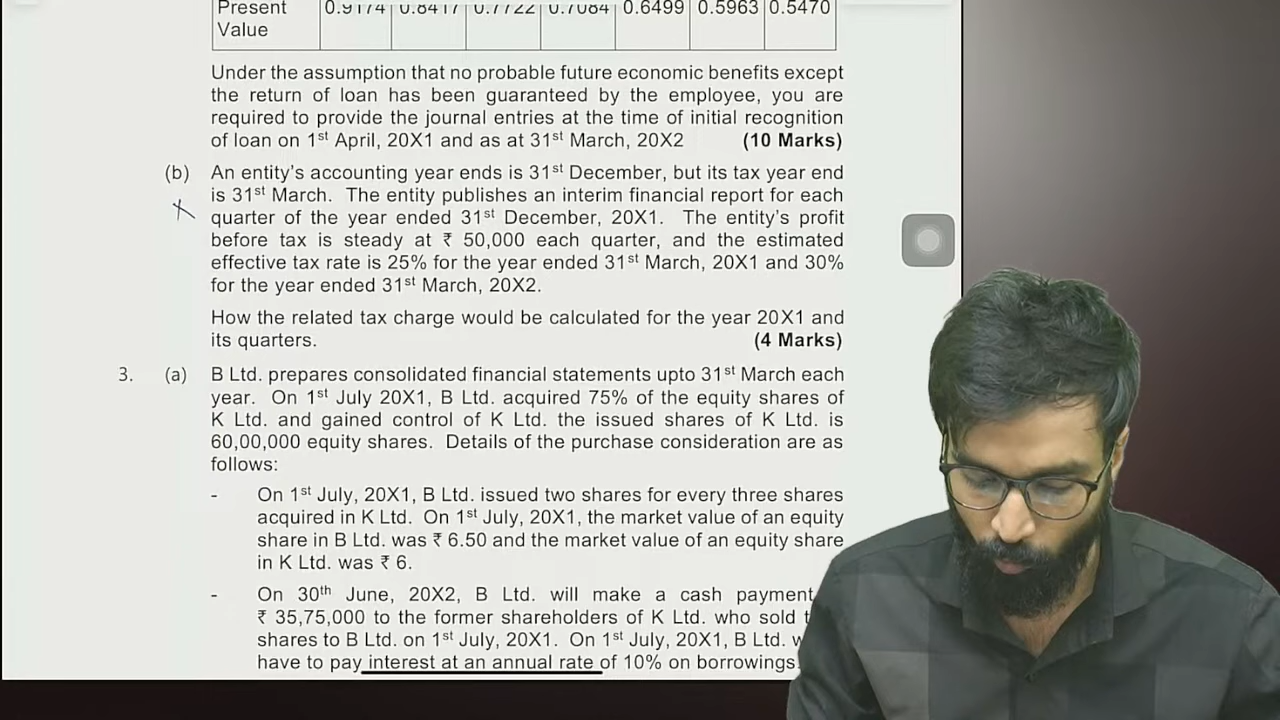 Present 0.9174 0.8417 0.7722 0.7084 0.6499 0.5963 0.5470
Value
Under the assumption that no probable future economic benefits except
the return of loan has been guaranteed by the employee, you are
required to provide the journal entries at the time of initial recognition
of loan on 1st April, 20X1 and as at 31st March, 20X2 (10 Marks)
(b) An entity's accounting year ends is 31st December, but its tax year end
is 31st March. The entity publishes an interim financial report for each
quarter of the year ended 31st December, 20X1. The entity's profit
before tax is steady at ₹ 50,000 each quarter, and the estimated
effective tax rate is 25% for the year ended 31st March, 20X1 and 30%
for the year ended 31st March, 20X2.
How the related tax charge would be calculated for the year 20X1 and
its quarters. (4 Marks)
3. (a) B Ltd. prepares consolidated financial statements upto 31st March each
year. On 1st July 20X1, B Ltd. acquired 75% of the equity shares of
K Ltd. and gained control of K Ltd. the issued shares of K Ltd. is
60,00,000 equity shares. Details of the purchase consideration are as
follows:
- On 1st July, 20X1, B Ltd. issued two shares for every three shares
acquired in K Ltd. On 1st July, 20X1, the market value of an equity
share in B Ltd. was ₹ 6.50 and the market value of an equity share
in K Ltd. was ₹ 6.
- On 30th June, 20X2, B Ltd. will make a cash payment
₹ 35,75,000 to the former shareholders of K Ltd. who sold
shares to B Ltd. on 1st July, 20X1. On 1st July, 20X1, B Ltd.
have to pay interest at an annual rate of 10% on borrowings.